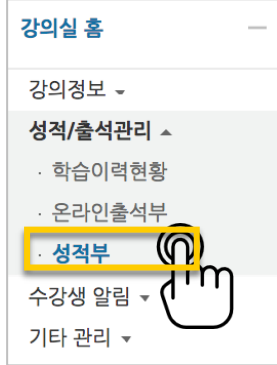 강의실 홈
강의정보
성적/출석관리
· 학습이력현황
· 온라인출석부
· 성적부
수강생 알림
기타 관리